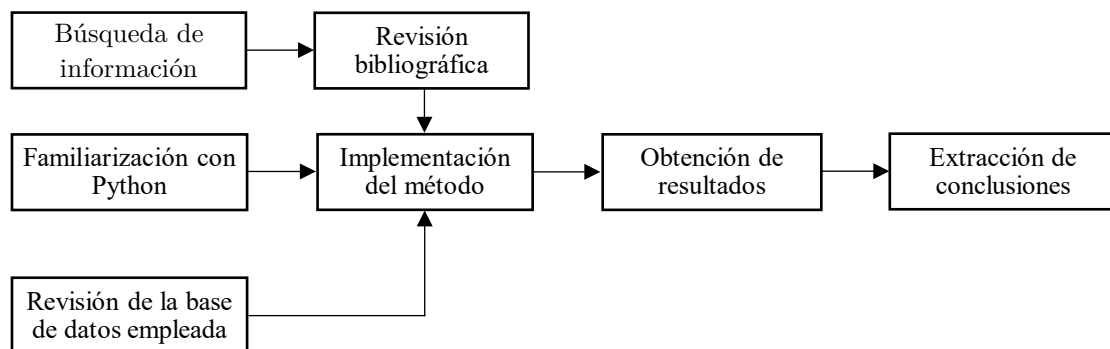 Búsqueda de
información
Revisión
bibliográfica
Familiarización con
Python
Implementación
del método
Obtención de
resultados
Extracción de
conclusiones
Revisión de la base
de datos empleada